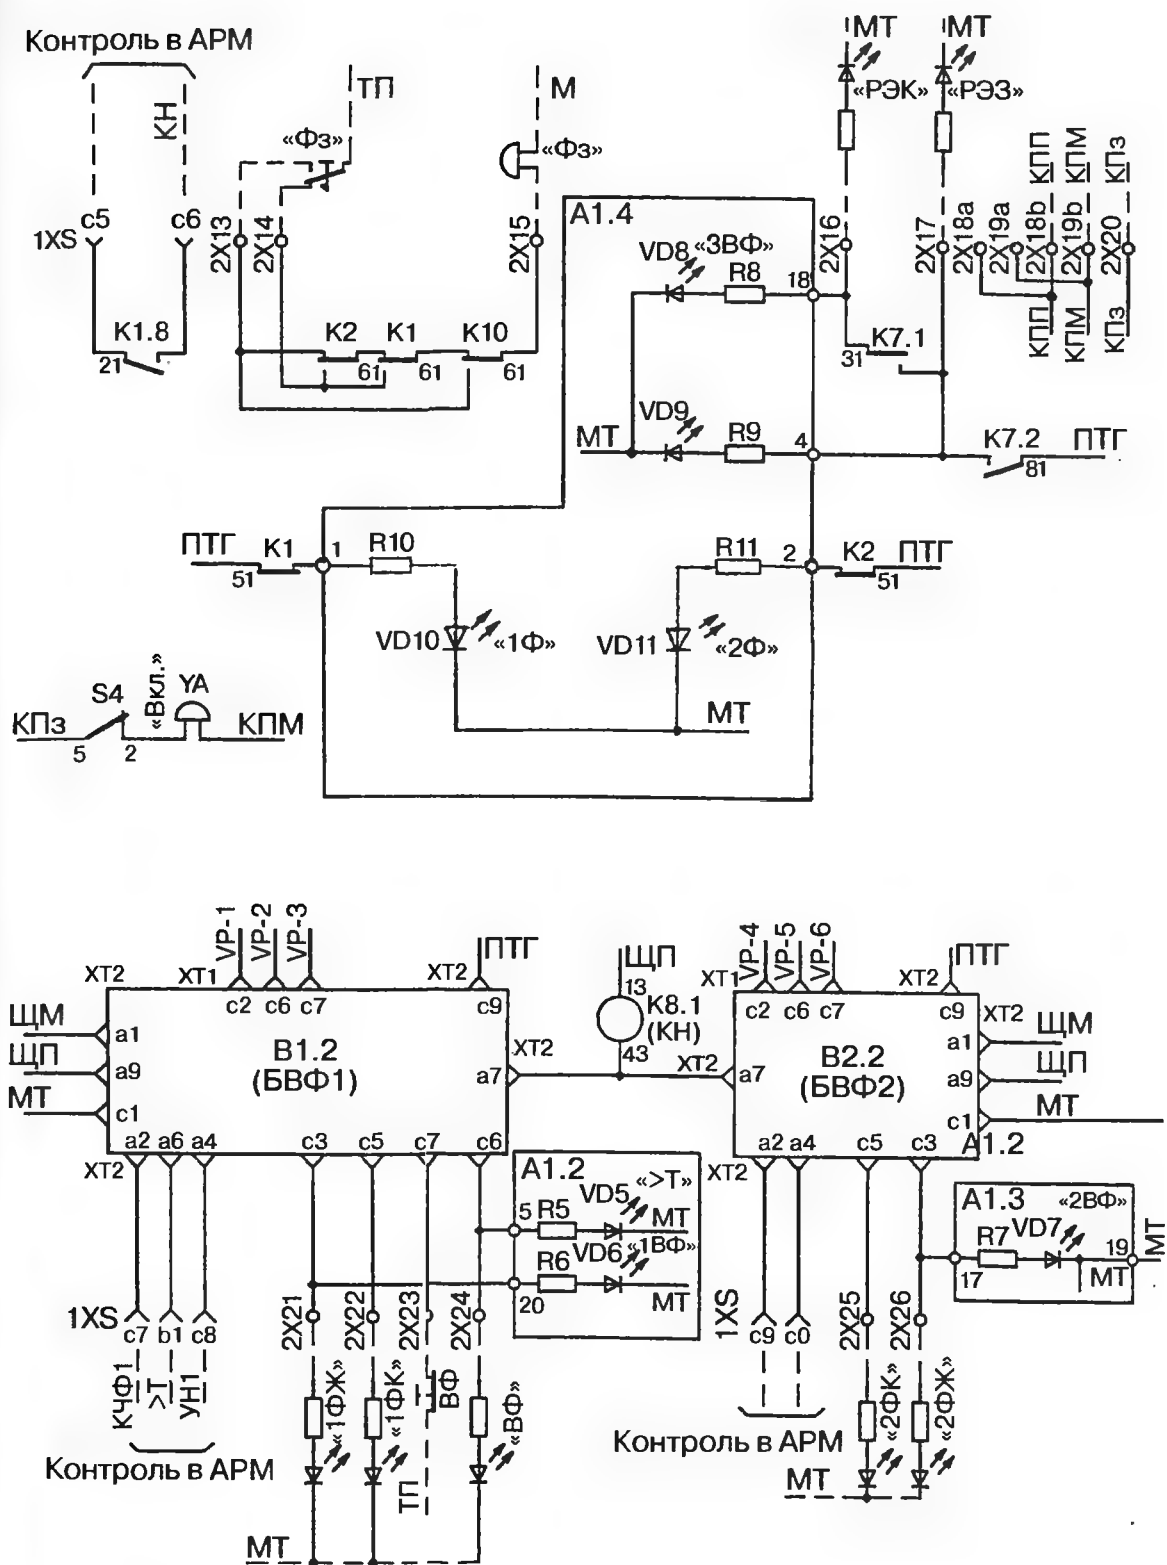 Контроль в АРМ
КН
ТП
М
МТ
МТ
«РЭК»
«РЭЗ»
«Фз»
«Фз»
КПП
КПМ
КПз
с5
с6
1XS
2X13
2X14
2X15
2X16
2X17
2X18a
2X19a
2X18b
2X19b
2X20
A1.4
VD8
«3ВФ»
R8
18
K1.8
21
K2
K1
K10
61
61
61
K7.1
31
КПП
КПМ
КПз
VD9
МТ
R9
4
K7.2
ПТГ
81
ПТГ
K1
51
1
R10
R11
2
K2
ПТГ
51
VD10
«1Ф»
VD11
«2Ф»
МТ
S4
«Вкл.»
YA
КПз
5
2
КПМ
VP-1
VP-2
VP-3
ПТГ
ЩП
VP-4
VP-5
VP-6
ПТГ
XT2
XT1
XT2
13
K8.1
(КН)
43
XT1
XT2
c2
c6
c7
c9
c2
c6
c7
c9
XT2
ЩМ
a1
ЩП
a9
МТ
c1
B1.2
(БВФ1)
XT2
a7
XT2
a7
B2.2
(БВФ2)
a1
ЩМ
a9
ЩП
c1
МТ
a2
a6
a4
c3
c5
c7
c6
XT2
a2
a4
c5
c3
A1.2
XT2
A1.2
VD5
«>Т»
5
R5
МТ
VD6
«1ВФ»
R6
МТ
20
A1.3
«2ВФ»
R7
VD7
17
19
МТ
МТ
1XS
c7
b1
c8
2X21
2X22
2X23
2X24
1XS
c9
c0
2X25
2X26
КЧФ1
>Т
УН1
«1ФЖ»
«1ФК»
ВФ
«ВФ»
ТП
«2ФК»
«2ФЖ»
Контроль в АРМ
Контроль в АРМ
МТ
МТ